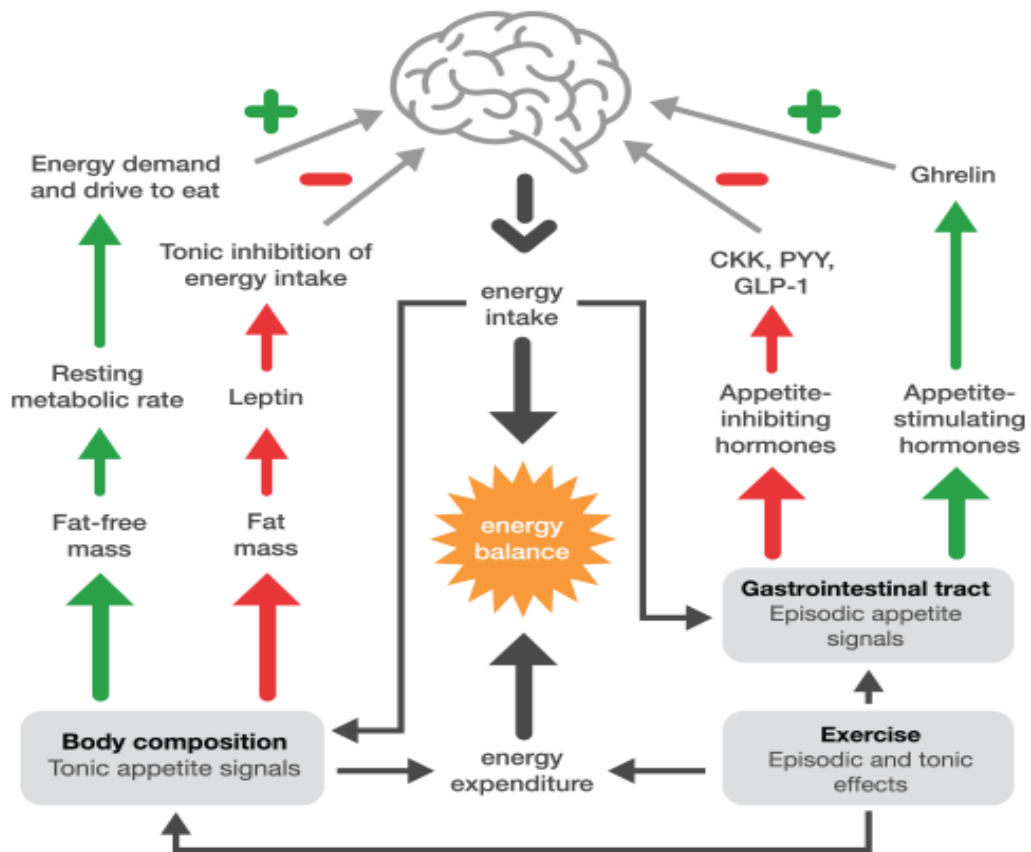 Energy demand
and drive to eat
Tonic inhibition of
energy intake
Resting
metabolic rate
Leptin
Fat-free
mass
Fat
mass
Body composition
Tonic appetite signals
energy
intake
energy
balance
energy
expenditure
CKK, PYY,
GLP-1
Ghrelin
Appetite-
inhibiting
hormones
Appetite-
stimulating
hormones
Gastrointestinal tract
Episodic appetite
signals
Exercise
Episodic and tonic
effects